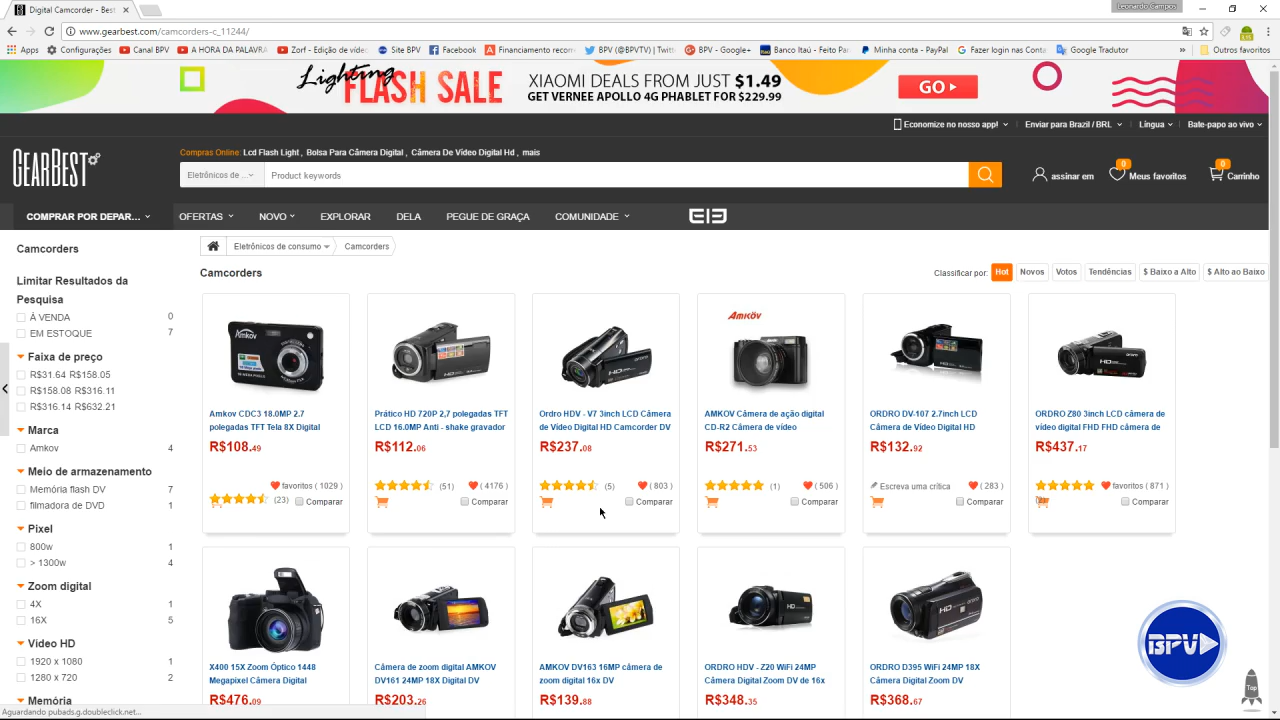 Digital Camcorder - Best
Leonardo Campos
www.gearbest.com/camcorders-c_11244/
Apps Configurações Canal BPV A HORA DA PALAVRA Zorf - Edição de vídeo Site BPV Facebook Financiamento recorr BPV (@BPVTV) | Twitt BPV - Google+ Banco Itaú - Feito Par Minha conta - PayPal Fazer login nas Conta Google Tradutor » Outros favoritos
Lighting
FLASH SALE
XIAOMI DEALS FROM JUST $1.49
GET VERNEE APOLLO 4G PHABLET FOR $229.99
GO
Economize no nosso app! Enviar para Brazil / BRL Língua Bate-papo ao vivo
GEARBEST
Compras Online: Lcd Flash Light , Bolsa Para Câmera Digital , Câmera De Vídeo Digital Hd , mais
Eletrônicos de ... Product keywords
assinar em 0 Meus favoritos 0 Carrinho
COMPRAR POR DEPAR... OFERTAS NOVO EXPLORAR DELA PEGUE DE GRAÇA COMUNIDADE
Camcorders
Limitar Resultados da
Pesquisa
À VENDA 0
EM ESTOQUE 7
Faixa de preço
R$31.64 R$158.05
R$158.08 R$316.11
R$316.14 R$632.21
Marca
Amkov 4
Meio de armazenamento
Memória flash DV 7
filmadora de DVD 1
Pixel
800w 1
> 1300w 4
Zoom digital
4X 1
16X 5
Video HD
1920 x 1080 1
1280 x 720 2
Memória
Eletrônicos de consumo Camcorders
Camcorders
Classificar por: Hot Novos Votos Tendências $ Baixo a Alto $ Alto ao Baixo
Amkov
Amkov CDC3 18.0MP 2.7
polegadas TFT Tela 8X Digital
R$108.49
favoritos ( 1029 )
(23) Comparar
Prático HD 720P 2,7 polegadas TFT
LCD 16.0MP Anti - shake gravador
R$112.06
(51) ( 4176 )
Comparar
Ordro HDV - V7 3inch LCD Câmera
de Vídeo Digital HD Camcorder DV
R$237.08
(5) ( 803 )
Comparar
AMKOV
AMKOV Câmera de ação digital
CD-R2 Câmera de vídeo
R$271.53
(1) ( 506 )
Comparar
ORDRO DV-107 2.7inch LCD
Câmera de Vídeo Digital HD
R$132.92
Escreva uma crítica ( 283 )
Comparar
ORDRO Z80 3inch LCD câmera de
vídeo digital FHD FHD câmera de
R$437.17
favoritos ( 871 )
Comparar
X400 15X Zoom Óptico 1448
Megapixel Câmera Digital
R$476.09
Câmera de zoom digital AMKOV
DV161 24MP 18X Digital DV
R$203.26
AMKOV DV163 16MP câmera de
zoom digital 16x DV
R$139.88
ORDRO HDV - Z20 WiFi 24MP
Câmera Digital Zoom DV de 16x
R$348.35
ORDRO D395 WiFi 24MP 18X
Câmera Digital Zoom DV
R$368.67
BPV
Top
Aguardando pubads.g.doubleclick.net...